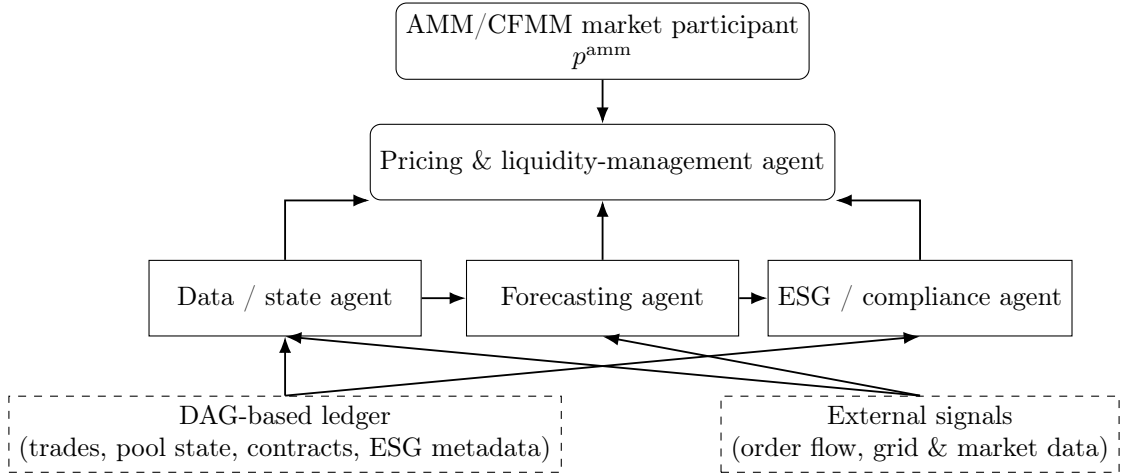 AMM/CFMM market participant
p^amm
Pricing & liquidity-management agent
Data / state agent
Forecasting agent
ESG / compliance agent
DAG-based ledger
(trades, pool state, contracts, ESG metadata)
External signals
(order flow, grid & market data)